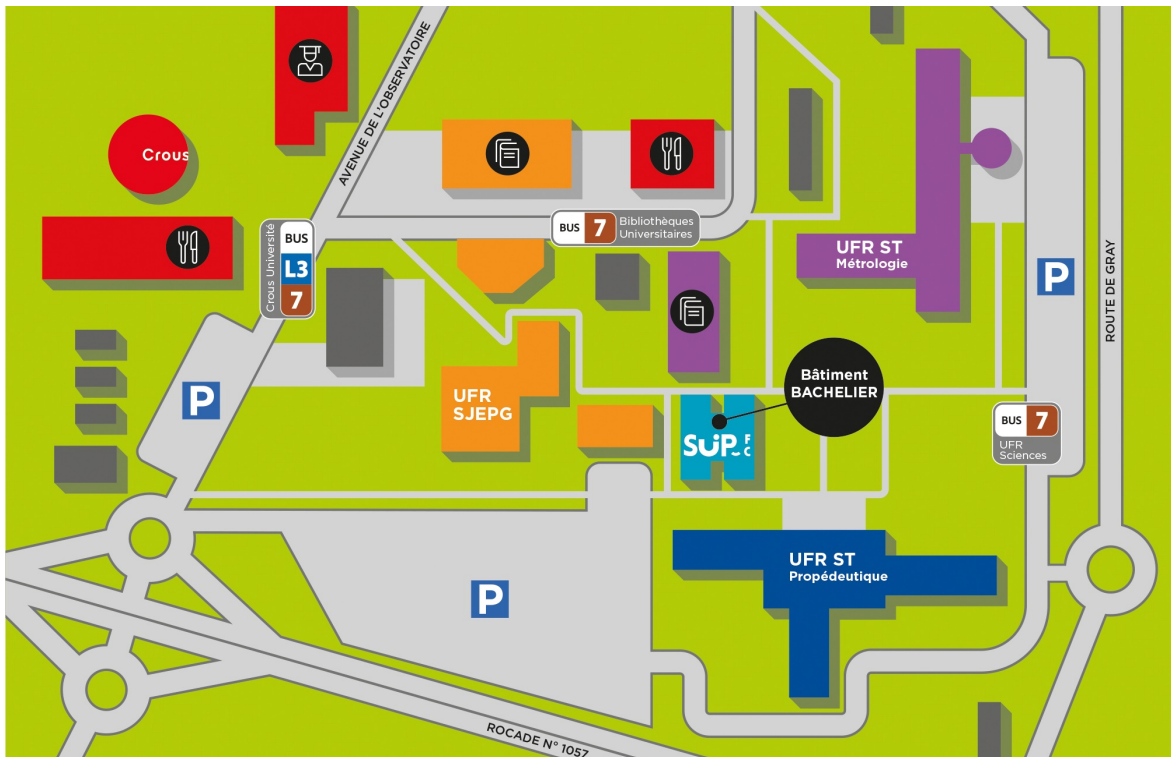 AVENUE DE L'OBSERVATOIRE
Crous
Crous Université
BUS
L3
7
BUS 7
Bibliothèques
Universitaires
UFR ST
Métrologie
P
ROUTE DE GRAY
P
UFR
SJEPG
Bâtiment
BACHELIER
SUP
F
C
BUS 7
UFR
Sciences
UFR ST
Propédeutique
P
ROCADE N° 1057